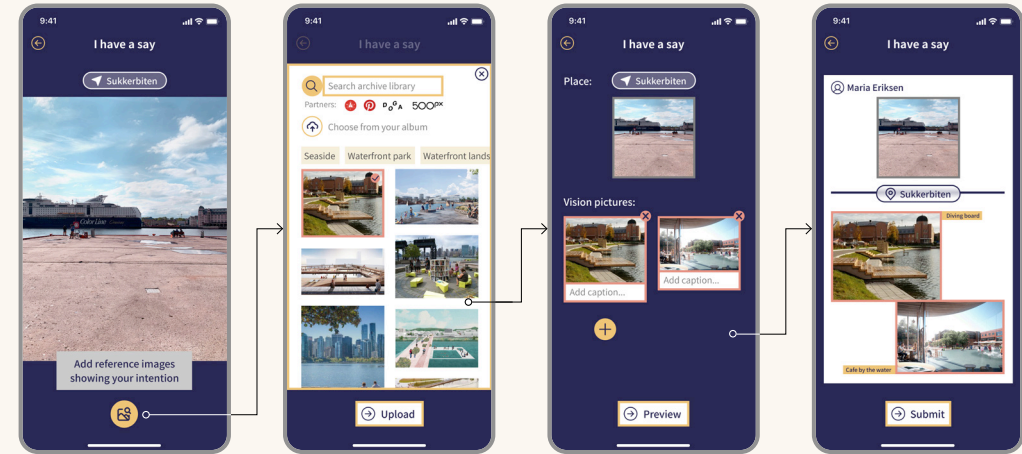 9:41
I have a say
Sukkerbiten
Color Line
Add reference images
showing your intention
9:41
I have a say
Search archive library
Partners:
DOGA
500px
Choose from your album
Seaside
Waterfront park
Waterfront lands
Upload
9:41
I have a say
Place:
Sukkerbiten
Vision pictures:
Add caption...
Add caption...
Preview
9:41
I have a say
Maria Eriksen
Sukkerbiten
Diving board
Cafe by the water
Submit